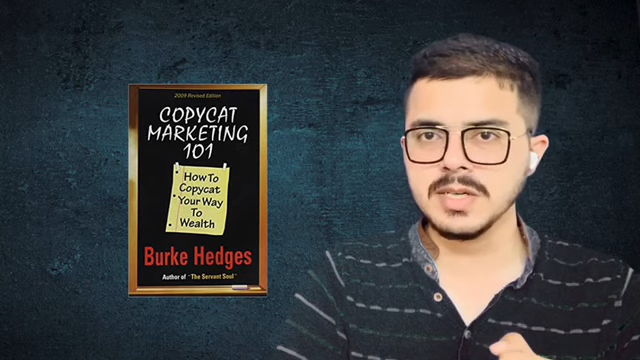 2009 Revised Edition
COPYCAT
MARKETING
101
How To
Copycat
Your Way
To
Wealth
Burke Hedges
Author of "The Servant Soul"